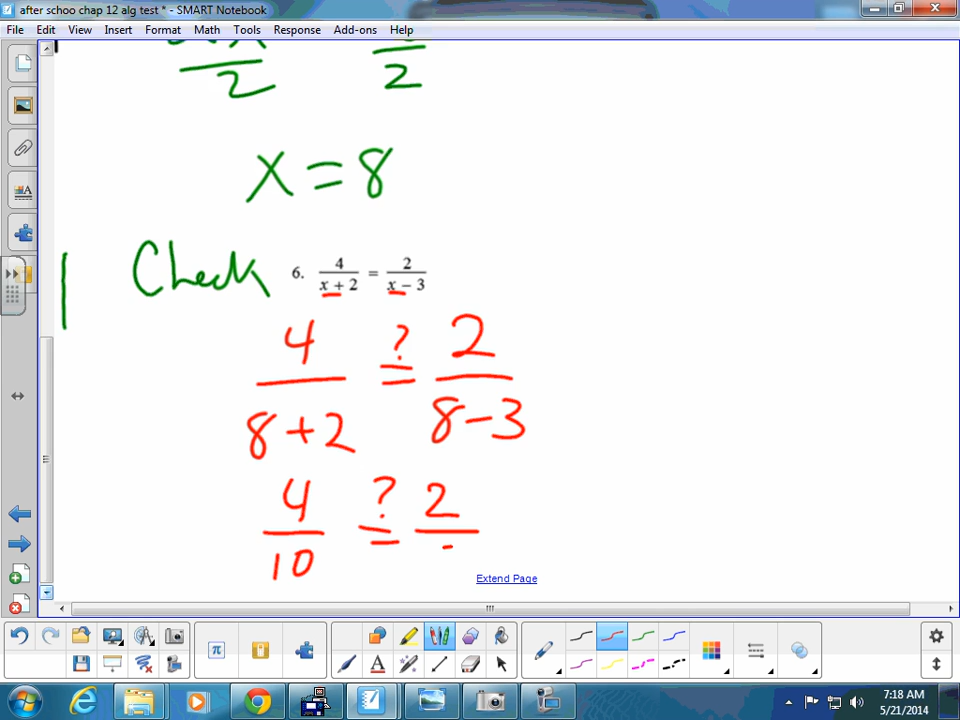 after schoo chap 12 alg test * - SMART Notebook
File Edit View Insert Format Math Tools Response Add-ons Help
2 2
x = 8
Check 6. 4/(x + 2) = 2/(x - 3)
4 ? 2
=
8 + 2 8 - 3
4 ? 2
=
10
Extend Page
7:18 AM
5/21/2014